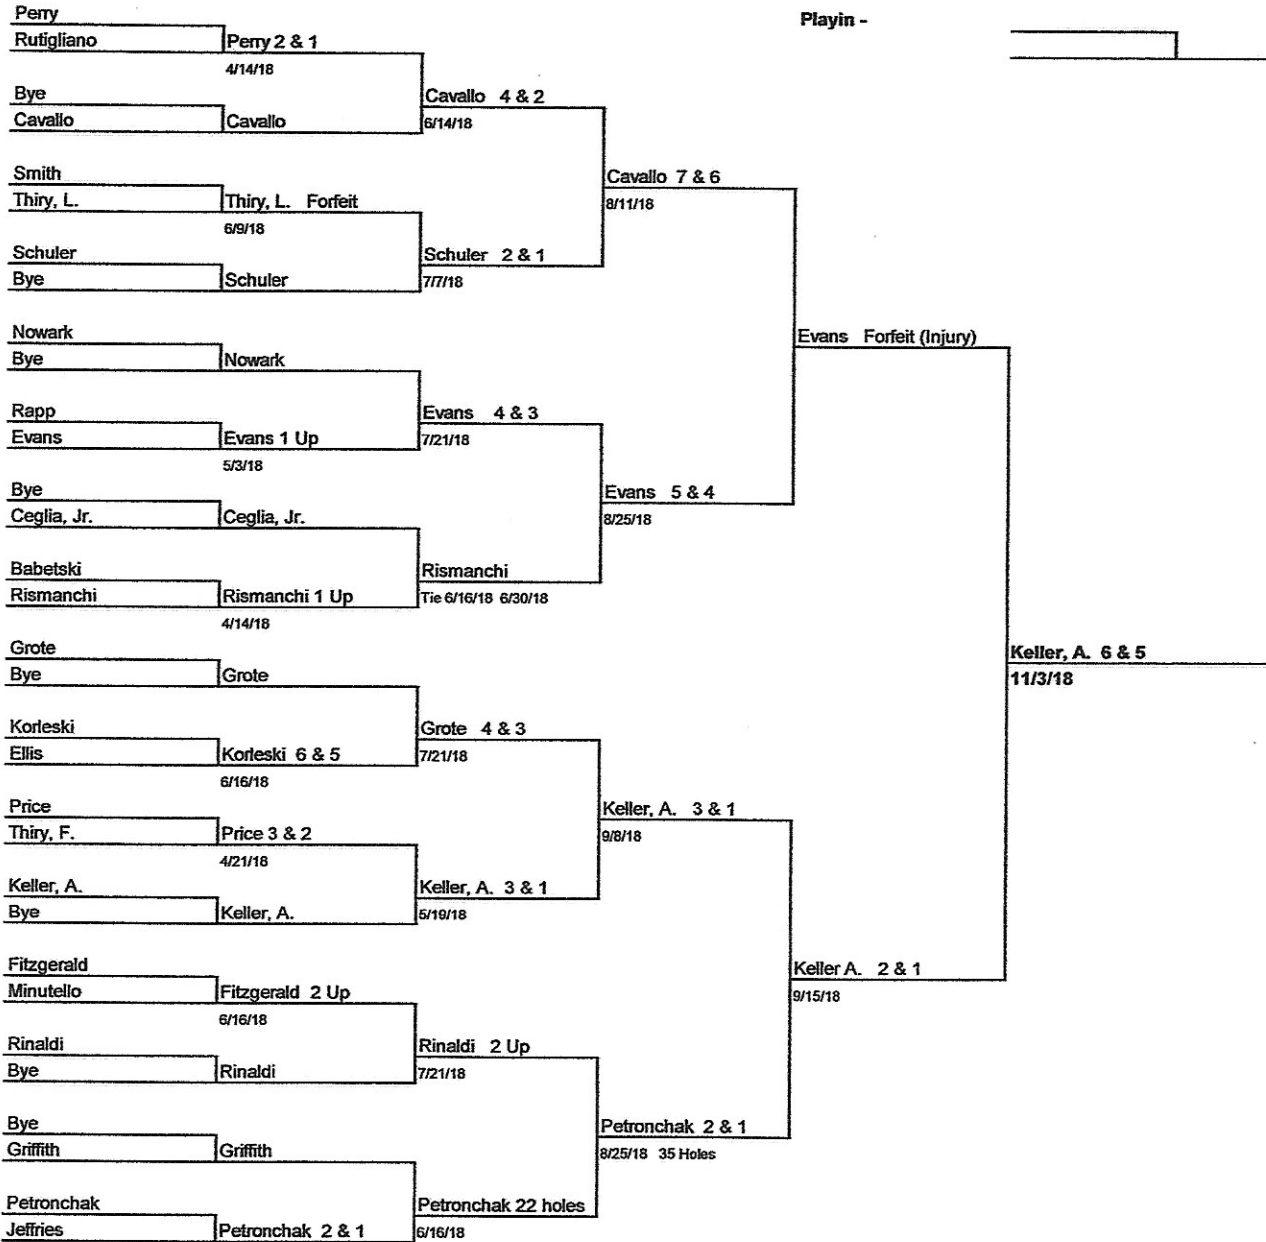 Playin -
Perry
Rutigliano
Perry 2 & 1
4/14/18
Bye
Cavallo
Cavallo
Cavallo 4 & 2
6/14/18
Smith
Thiry, L.
Thiry, L. Forfeit
6/9/18
Schuler
Bye
Schuler
Schuler 2 & 1
7/7/18
Cavallo 7 & 6
8/11/18
Nowark
Bye
Nowark
Rapp
Evans
Evans 1 Up
5/3/18
Evans 4 & 3
7/21/18
Bye
Ceglia, Jr.
Ceglia, Jr.
Babetski
Rismanchi
Rismanchi 1 Up
4/14/18
Rismanchi
Tie 6/16/18 6/30/18
Evans 5 & 4
8/25/18
Evans Forfeit (Injury)
Grote
Bye
Grote
Korleski
Ellis
Korleski 6 & 5
6/16/18
Grote 4 & 3
7/21/18
Price
Thiry, F.
Price 3 & 2
4/21/18
Keller, A.
Bye
Keller, A.
Keller, A. 3 & 1
5/19/18
Keller, A. 3 & 1
9/8/18
Fitzgerald
Minutello
Fitzgerald 2 Up
6/16/18
Rinaldi
Bye
Rinaldi
Rinaldi 2 Up
7/21/18
Bye
Griffith
Griffith
Petronchak
Jeffries
Petronchak 2 & 1
Petronchak 22 holes
6/16/18
Petronchak 2 & 1
8/25/18 35 Holes
Keller A. 2 & 1
9/15/18
Keller, A. 6 & 5
11/3/18